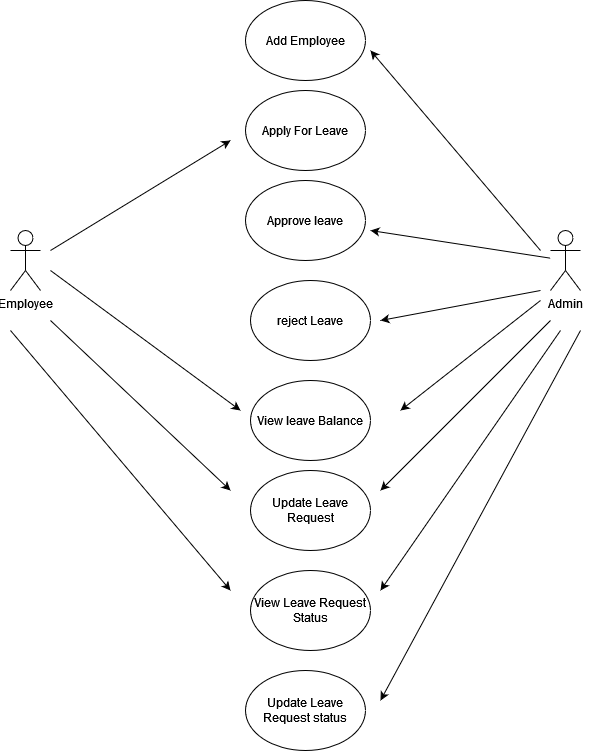 Add Employee
Apply For Leave
Approve leave
Employee
Admin
reject Leave
View leave Balance
Update Leave
Request
View Leave Request
Status
Update Leave
Request status